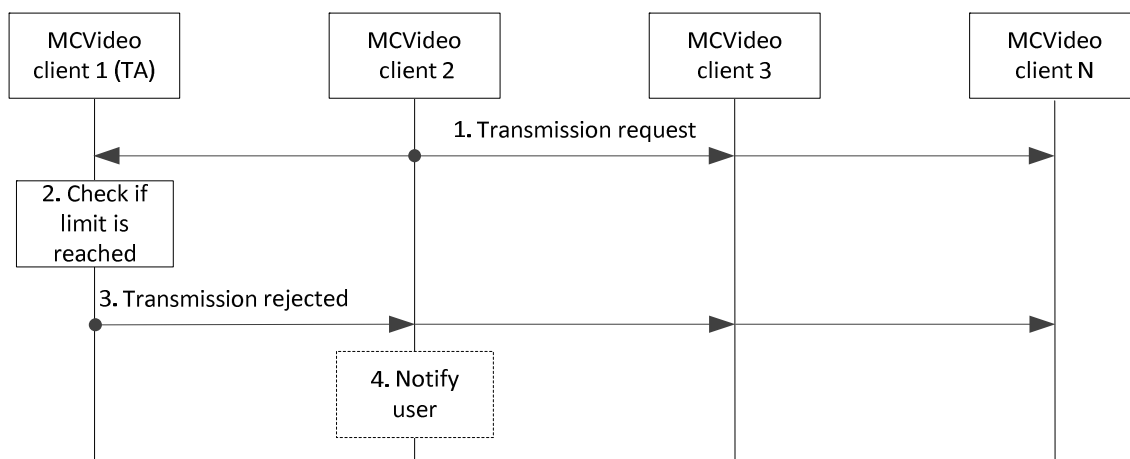 MCVideo
client 1 (TA)
MCVideo
client 2
MCVideo
client 3
MCVideo
client N
1. Transmission request
2. Check if
limit is
reached
3. Transmission rejected
4. Notify
user